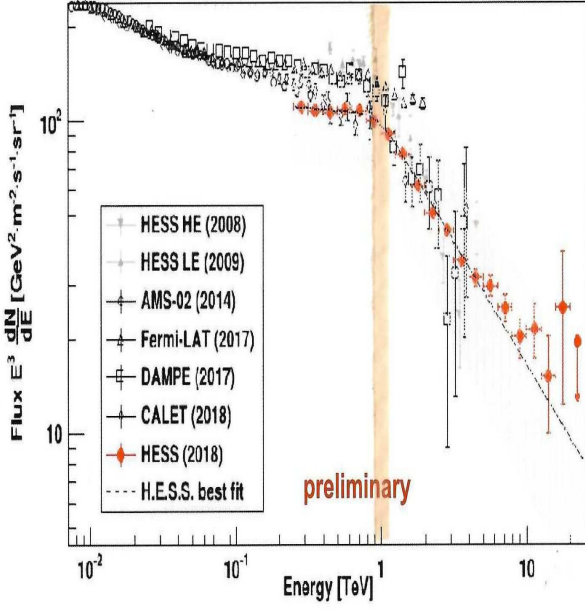 10²
10
Flux E³ dN/dE [GeV²·m⁻²·s⁻¹·sr⁻¹]
HESS HE (2008)
HESS LE (2009)
AMS-02 (2014)
Fermi-LAT (2017)
DAMPE (2017)
CALET (2018)
HESS (2018)
H.E.S.S. best fit
preliminary
10⁻² 10⁻¹ 1 10
Energy [TeV]